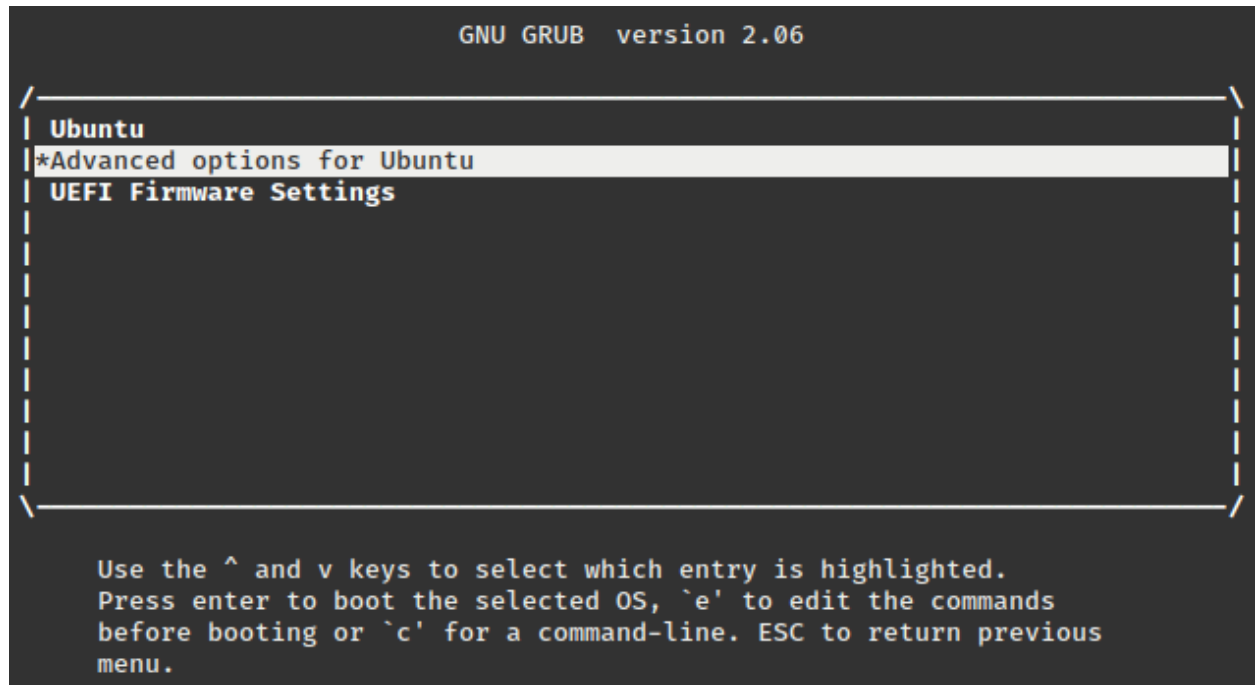 GNU GRUB  version 2.06
Ubuntu
*Advanced options for Ubuntu
UEFI Firmware Settings
Use the ^ and v keys to select which entry is highlighted.
Press enter to boot the selected OS, `e' to edit the commands
before booting or `c' for a command-line. ESC to return previous
menu.